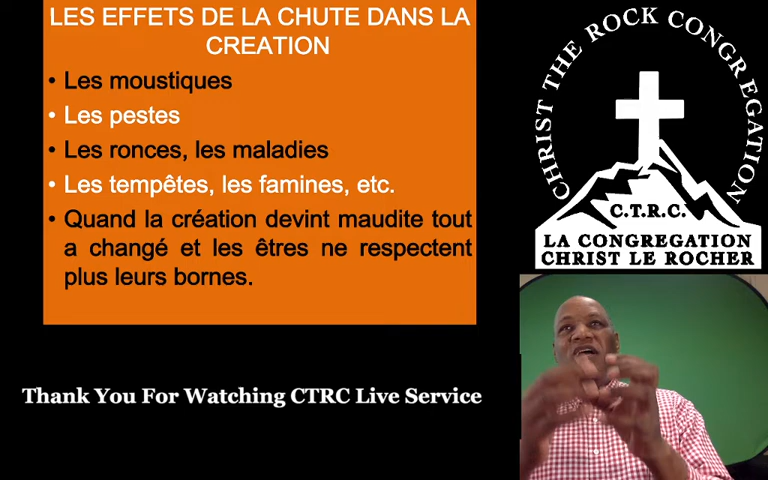 LES EFFETS DE LA CHUTE DANS LA
CREATION
• Les moustiques
• Les pestes
• Les ronces, les maladies
• Les tempêtes, les famines, etc.
• Quand la création devint maudite tout
a changé et les êtres ne respectent
plus leurs bornes.
CHRIST THE ROCK CONGREGATION
C.T.R.C.
LA CONGREGATION
CHRIST LE ROCHER
Thank You For Watching CTRC Live Service